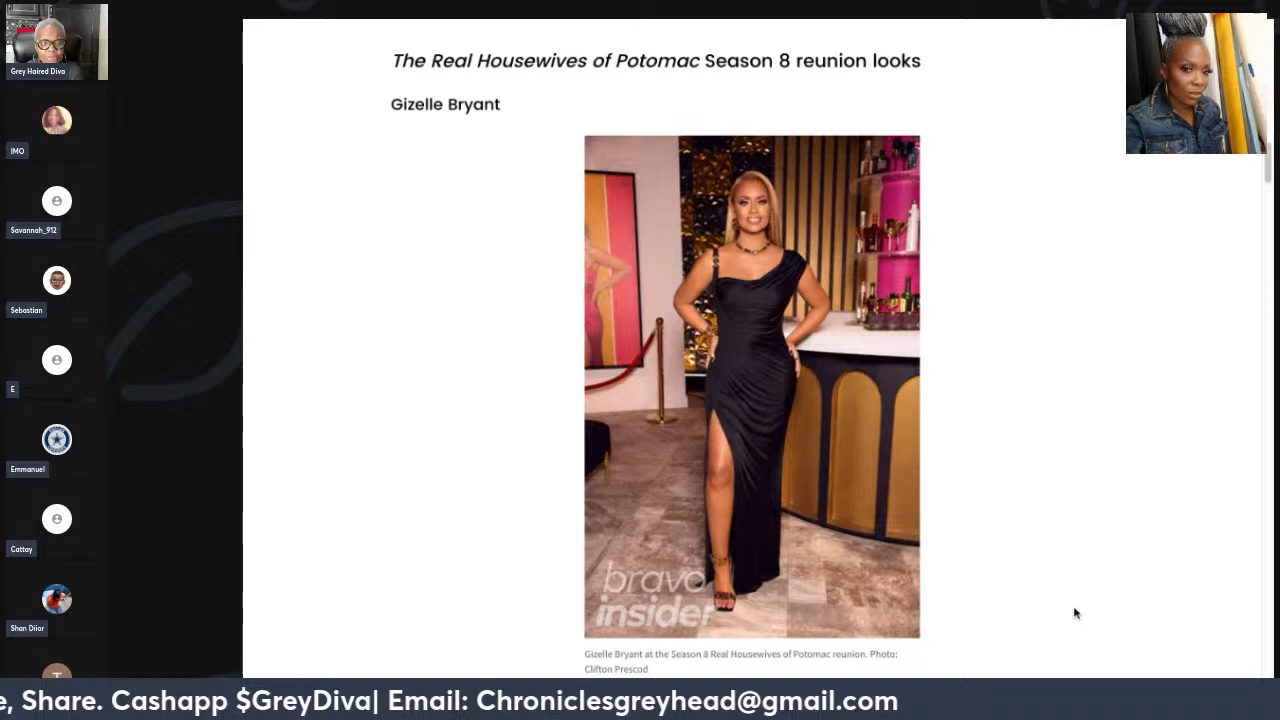 Grey Haired Diva
IMO
Savannah_912
Sebastian
E
Emmanuel
Cattay
Shan Diior
T
The Real Housewives of Potomac Season 8 reunion looks
Gizelle Bryant
bravo
insider
Gizelle Bryant at the Season 8 Real Housewives of Potomac reunion. Photo:
Clifton Prescod
e, Share. Cashapp $GreyDiva| Email: Chroniclesgreyhead@gmail.com